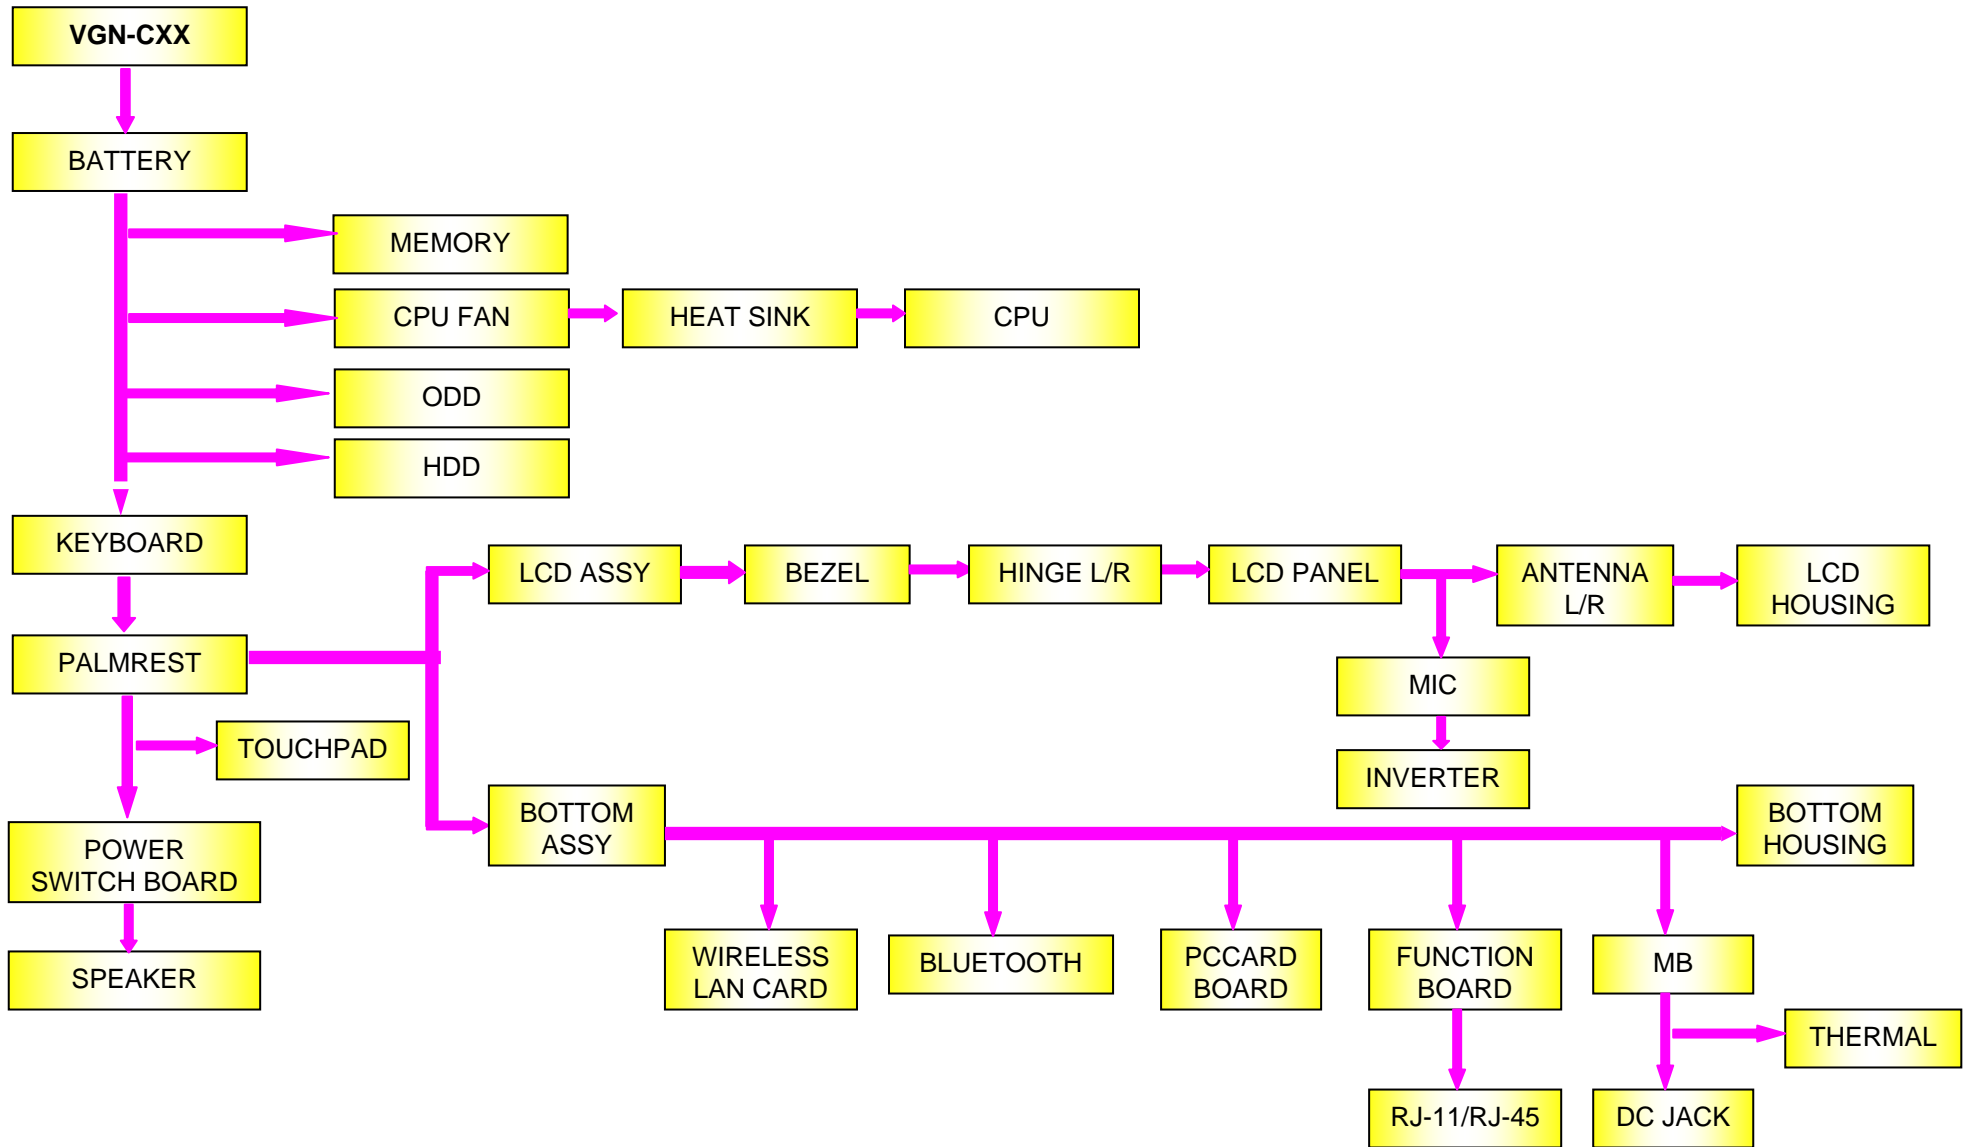 VGN-CXX
BATTERY
MEMORY
CPU FAN
HEAT SINK
CPU
ODD
HDD
KEYBOARD
PALMREST
TOUCHPAD
POWER
SWITCH BOARD
SPEAKER
LCD ASSY
BEZEL
HINGE L/R
LCD PANEL
ANTENNA
L/R
LCD
HOUSING
MIC
INVERTER
BOTTOM
ASSY
BOTTOM
HOUSING
WIRELESS
LAN CARD
BLUETOOTH
PCCARD
BOARD
FUNCTION
BOARD
MB
THERMAL
RJ-11/RJ-45
DC JACK